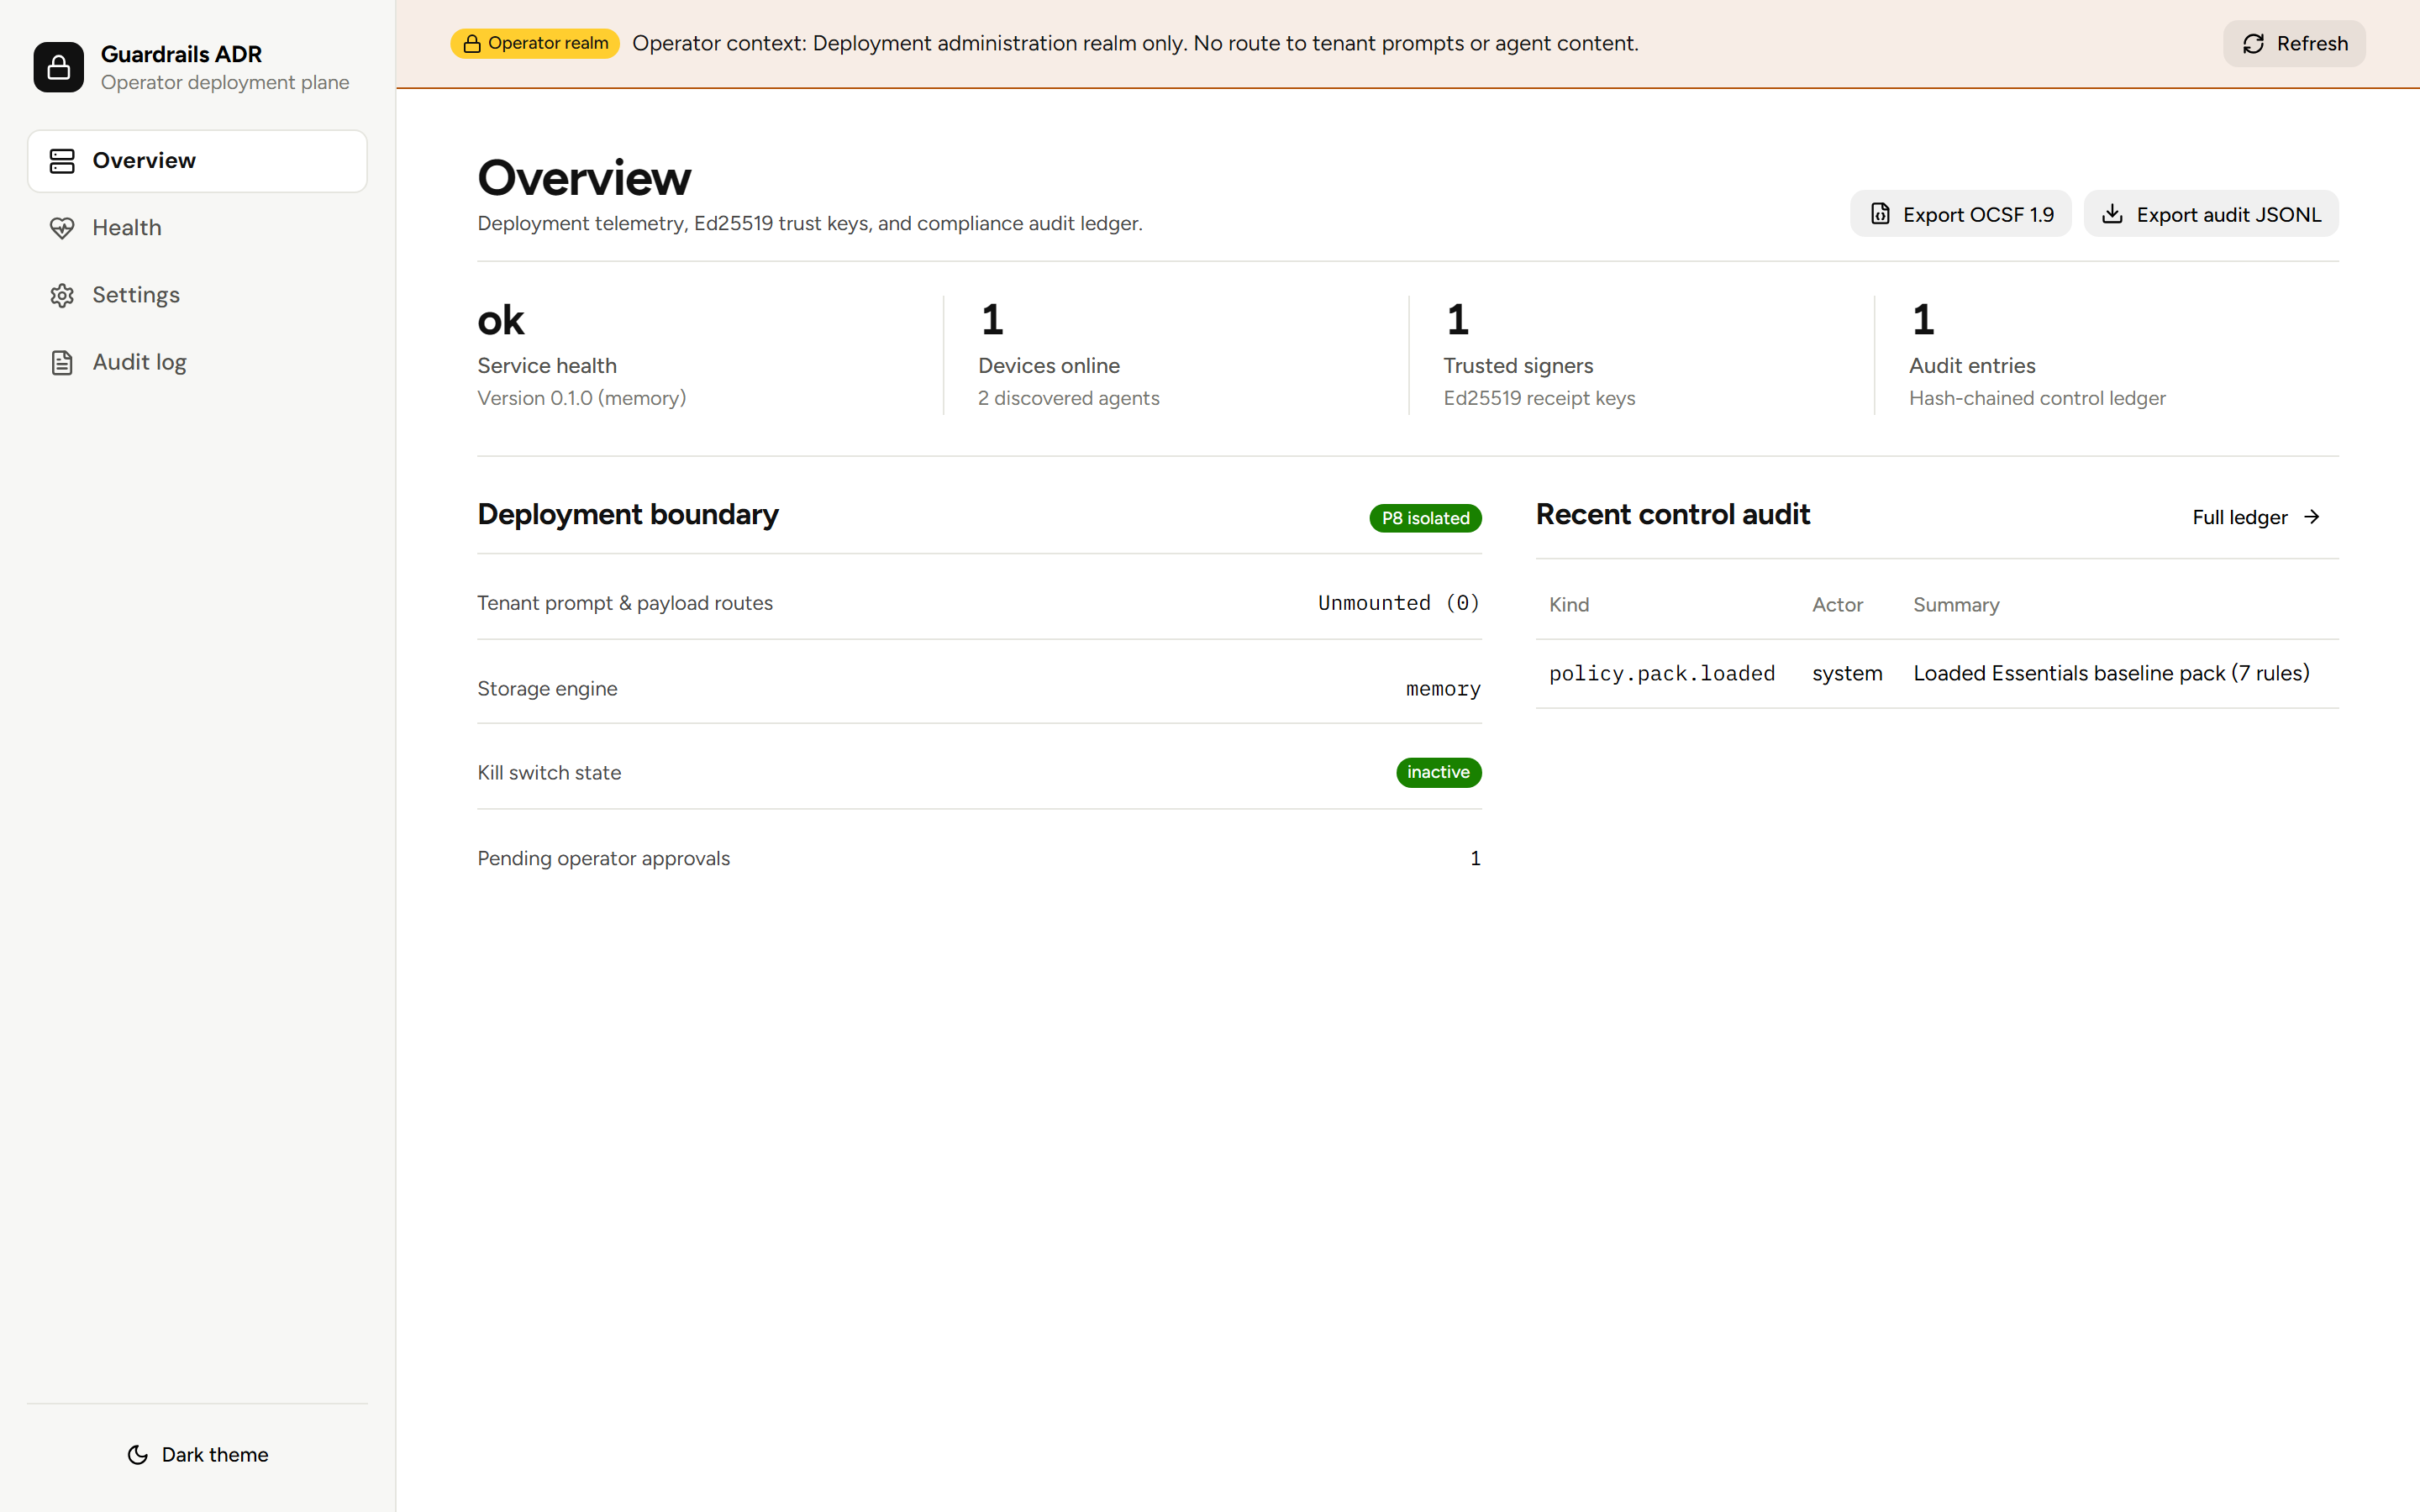 Guardrails ADR
Operator deployment plane
Overview
Health
Settings
Audit log
Dark theme
Operator realm
Operator context: Deployment administration realm only. No route to tenant prompts or agent content.
Refresh
Overview
Deployment telemetry, Ed25519 trust keys, and compliance audit ledger.
Export OCSF 1.9
Export audit JSONL
ok
Service health
Version 0.1.0 (memory)
1
Devices online
2 discovered agents
1
Trusted signers
Ed25519 receipt keys
1
Audit entries
Hash-chained control ledger
Deployment boundary
P8 isolated
Tenant prompt & payload routes
Unmounted (0)
Storage engine
memory
Kill switch state
inactive
Pending operator approvals
1
Recent control audit
Full ledger
Kind Actor Summary
policy.pack.loaded system Loaded Essentials baseline pack (7 rules)